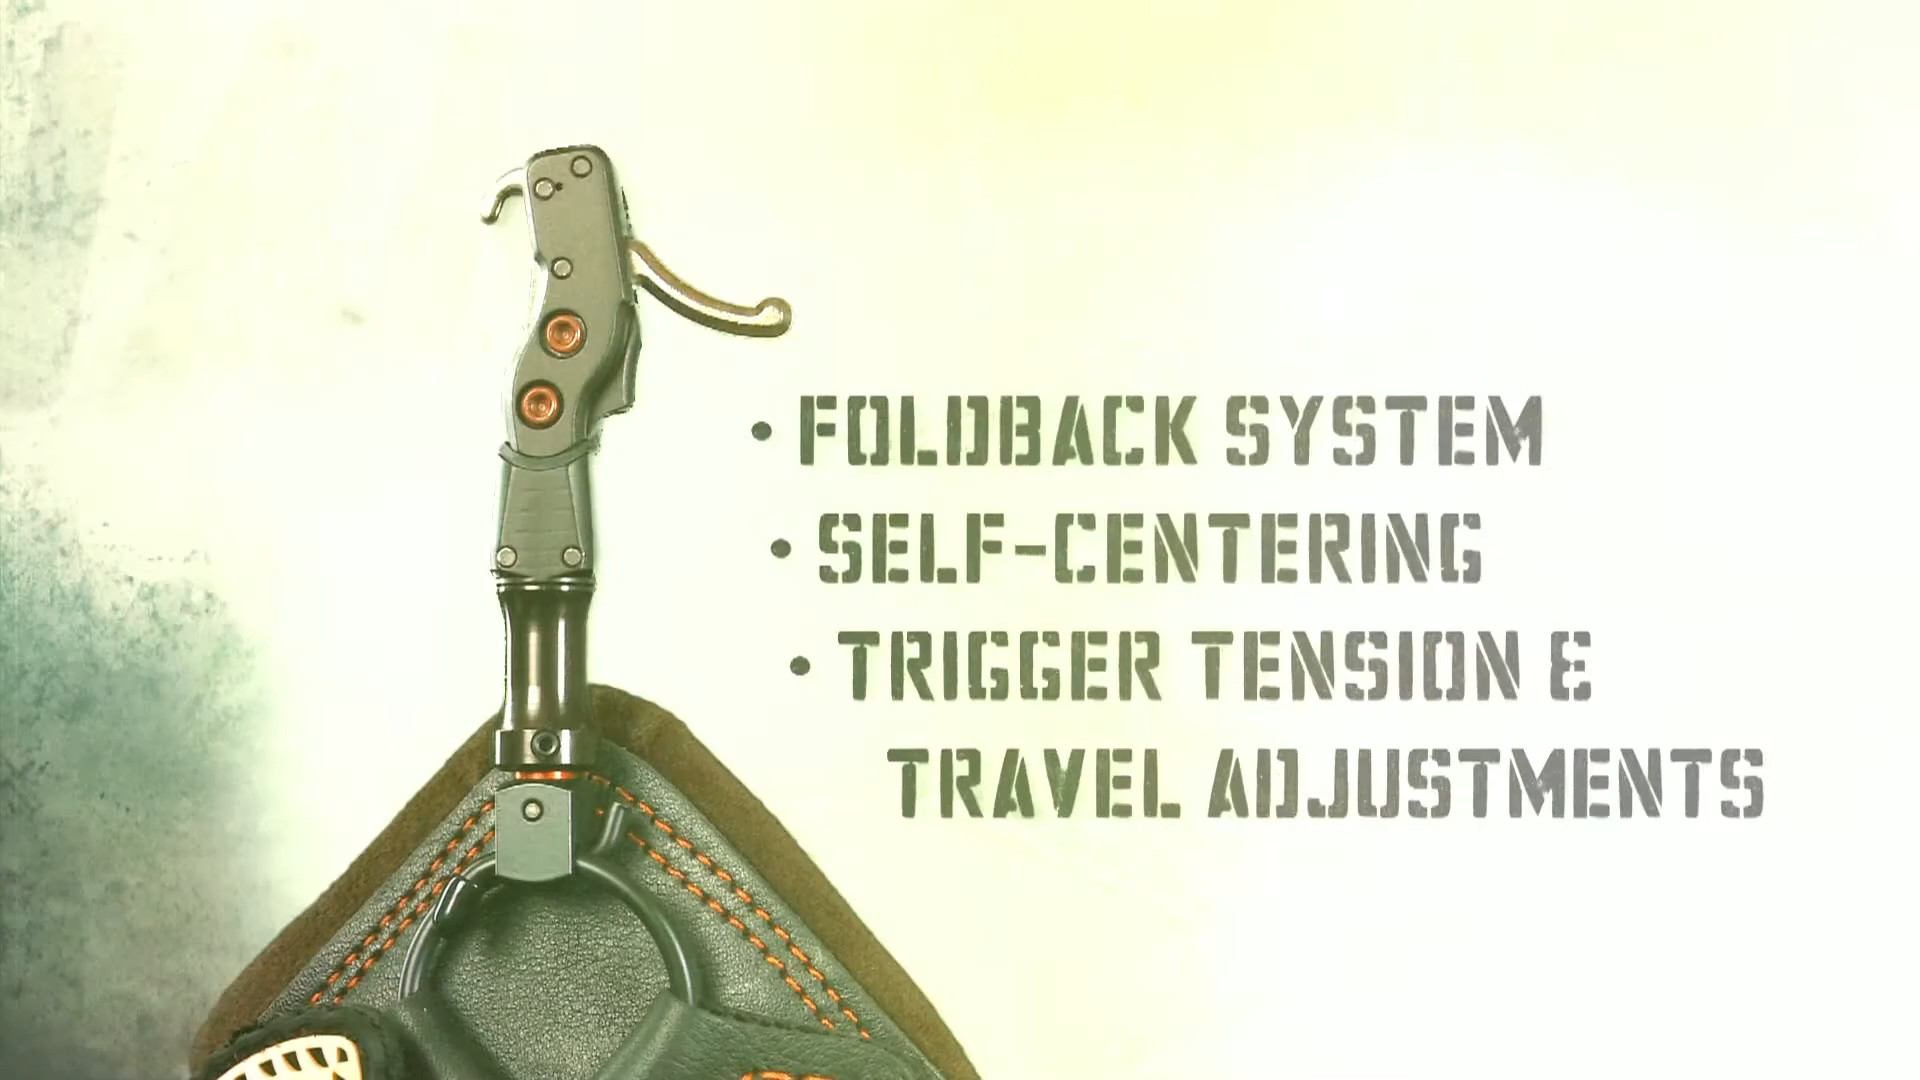 • FOLDBACK SYSTEM
• SELF-CENTERING
• TRIGGER TENSION &
TRAVEL ADJUSTMENTS